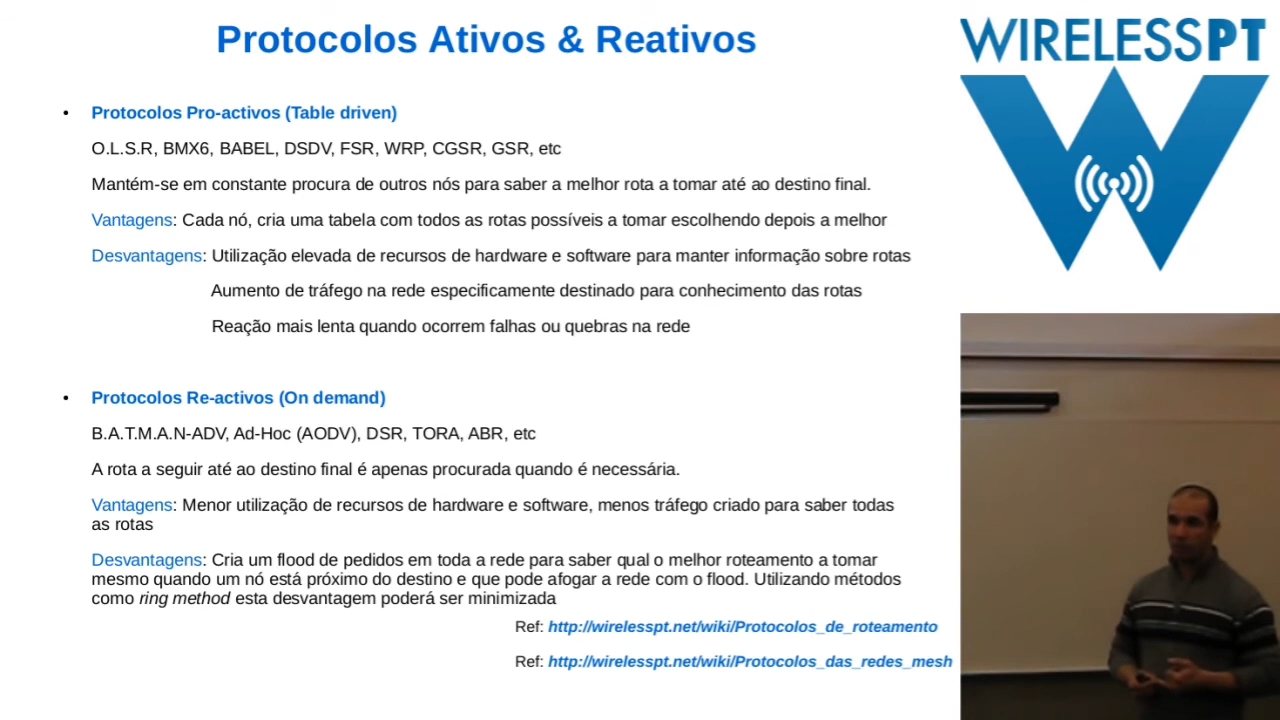 Protocolos Ativos & Reativos
WIRELESSPT
• Protocolos Pro-activos (Table driven)
O.L.S.R, BMX6, BABEL, DSDV, FSR, WRP, CGSR, GSR, etc
Mantém-se em constante procura de outros nós para saber a melhor rota a tomar até ao destino final.
Vantagens: Cada nó, cria uma tabela com todos as rotas possíveis a tomar escolhendo depois a melhor
Desvantagens: Utilização elevada de recursos de hardware e software para manter informação sobre rotas
Aumento de tráfego na rede especificamente destinado para conhecimento das rotas
Reação mais lenta quando ocorrem falhas ou quebras na rede
• Protocolos Re-activos (On demand)
B.A.T.M.A.N-ADV, Ad-Hoc (AODV), DSR, TORA, ABR, etc
A rota a seguir até ao destino final é apenas procurada quando é necessária.
Vantagens: Menor utilização de recursos de hardware e software, menos tráfego criado para saber todas
as rotas
Desvantagens: Cria um flood de pedidos em toda a rede para saber qual o melhor roteamento a tomar
mesmo quando um nó está próximo do destino e que pode afogar a rede com o flood. Utilizando métodos
como ring method esta desvantagem poderá ser minimizada
Ref: http://wirelesspt.net/wiki/Protocolos_de_roteamento
Ref: http://wirelesspt.net/wiki/Protocolos_das_redes_mesh